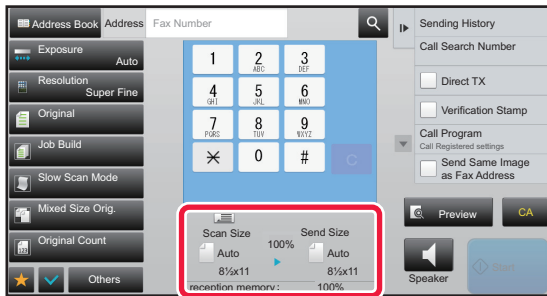 Address Book
Address
Fax Number
Sending History
Exposure
Auto
Call Search Number
Resolution
Super Fine
Direct TX
Original
Verification Stamp
Job Build
Call Program
Call Registered settings
Slow Scan Mode
Send Same Image
as Fax Address
Mixed Size Orig.
Preview
CA
Original Count
Others
1
2
ABC
3
DEF
4
GHI
5
JKL
6
MNO
7
PQRS
8
TUV
9
WXYZ
0
#
C
Scan Size
100%
Send Size
Auto
Auto
8½x11
8½x11
reception memory: 100%
Speaker
Start
123